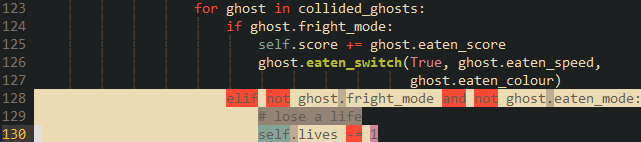 123 for ghost in collided_ghosts:
124 if ghost.fright_mode:
125 self.score += ghost.eaten_score
126 ghost.eaten_switch(True, ghost.eaten_speed,
127 ghost.eaten_colour)
128 elif not ghost.fright_mode and not ghost.eaten_mode:
129 # lose a life
130 self.lives -= 1